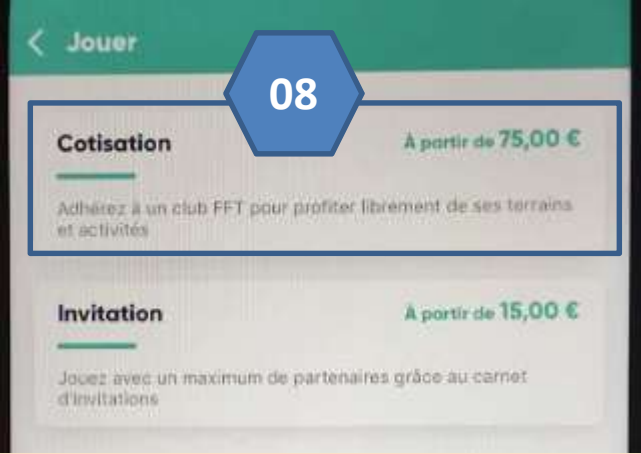 Jouer
08
Cotisation
À partir de 75,00 €
Adhérez à un club FFT pour profiter librement de ses terrains
et activités
Invitation
À partir de 15,00 €
Jouez avec un maximum de partenaires grâce au carnet
d'invitations